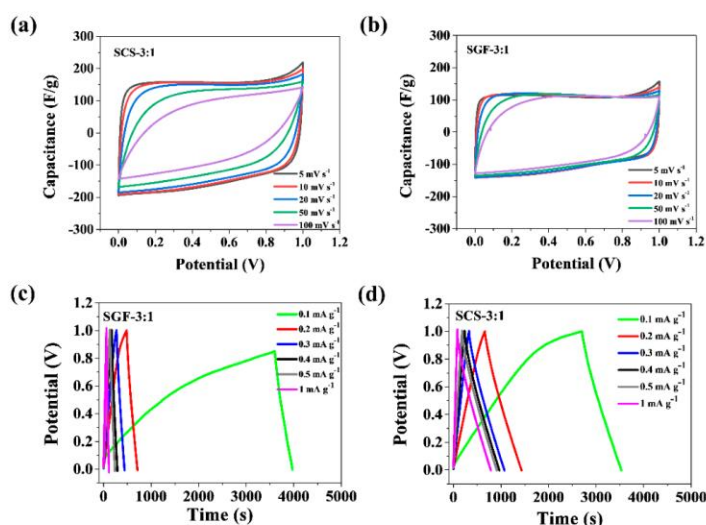 (a)
SCS-3:1
300
200
100
0
-100
-200
-300
Capacitance (F/g)
5 mV s⁻¹
10 mV s⁻¹
20 mV s⁻¹
50 mV s⁻¹
100 mV s⁻¹
0.0 0.2 0.4 0.6 0.8 1.0 1.2
Potential (V)
(b)
SGF-3:1
300
200
100
0
-100
-200
-300
Capacitance (F/g)
5 mV s⁻¹
10 mV s⁻¹
20 mV s⁻¹
50 mV s⁻¹
100 mV s⁻¹
0.0 0.2 0.4 0.6 0.8 1.0 1.2
Potential (V)
(c)
SGF-3:1
1.2
1.0
0.8
0.6
0.4
0.2
0.0
Potential (V)
0.1 mA g⁻¹
0.2 mA g⁻¹
0.3 mA g⁻¹
0.4 mA g⁻¹
0.5 mA g⁻¹
1 mA g⁻¹
0 1000 2000 3000 4000 5000
Time (s)
(d)
SCS-3:1
1.2
1.0
0.8
0.6
0.4
0.2
0.0
Potential (V)
0.1 mA g⁻¹
0.2 mA g⁻¹
0.3 mA g⁻¹
0.4 mA g⁻¹
0.5 mA g⁻¹
1 mA g⁻¹
0 1000 2000 3000 4000 5000
Time (s)